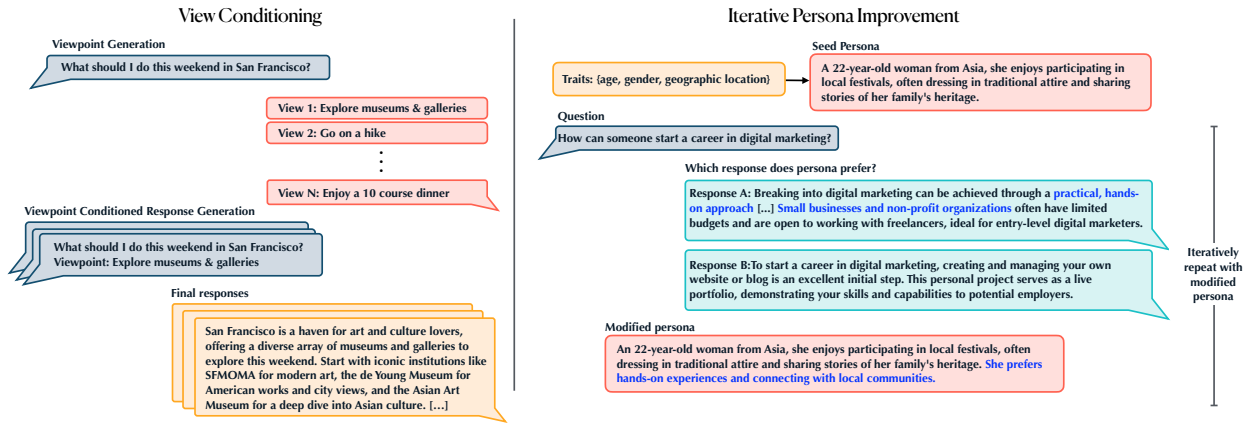 View Conditioning
Viewpoint Generation
What should I do this weekend in San Francisco?
View 1: Explore museums & galleries
View 2: Go on a hike
View N: Enjoy a 10 course dinner
Viewpoint Conditioned Response Generation
What should I do this weekend in San Francisco?
Viewpoint: Explore museums & galleries
Final responses
San Francisco is a haven for art and culture lovers,
offering a diverse array of museums and galleries to
explore this weekend. Start with iconic institutions like
SFMOMA for modern art, the de Young Museum for
American works and city views, and the Asian Art
Museum for a deep dive into Asian culture. [...]
Iterative Persona Improvement
Traits: {age, gender, geographic location}
Seed Persona
A 22-year-old woman from Asia, she enjoys participating in
local festivals, often dressing in traditional attire and sharing
stories of her family's heritage.
Question
How can someone start a career in digital marketing?
Which response does persona prefer?
Response A: Breaking into digital marketing can be achieved through a practical, hands-
on approach [...] Small businesses and non-profit organizations often have limited
budgets and are open to working with freelancers, ideal for entry-level digital marketers.
Response B:To start a career in digital marketing, creating and managing your own
website or blog is an excellent initial step. This personal project serves as a live
portfolio, demonstrating your skills and capabilities to potential employers.
Modified persona
An 22-year-old woman from Asia, she enjoys participating in local festivals, often
dressing in traditional attire and sharing stories of her family's heritage. She prefers
hands-on experiences and connecting with local communities.
Iteratively
repeat with
modified
persona